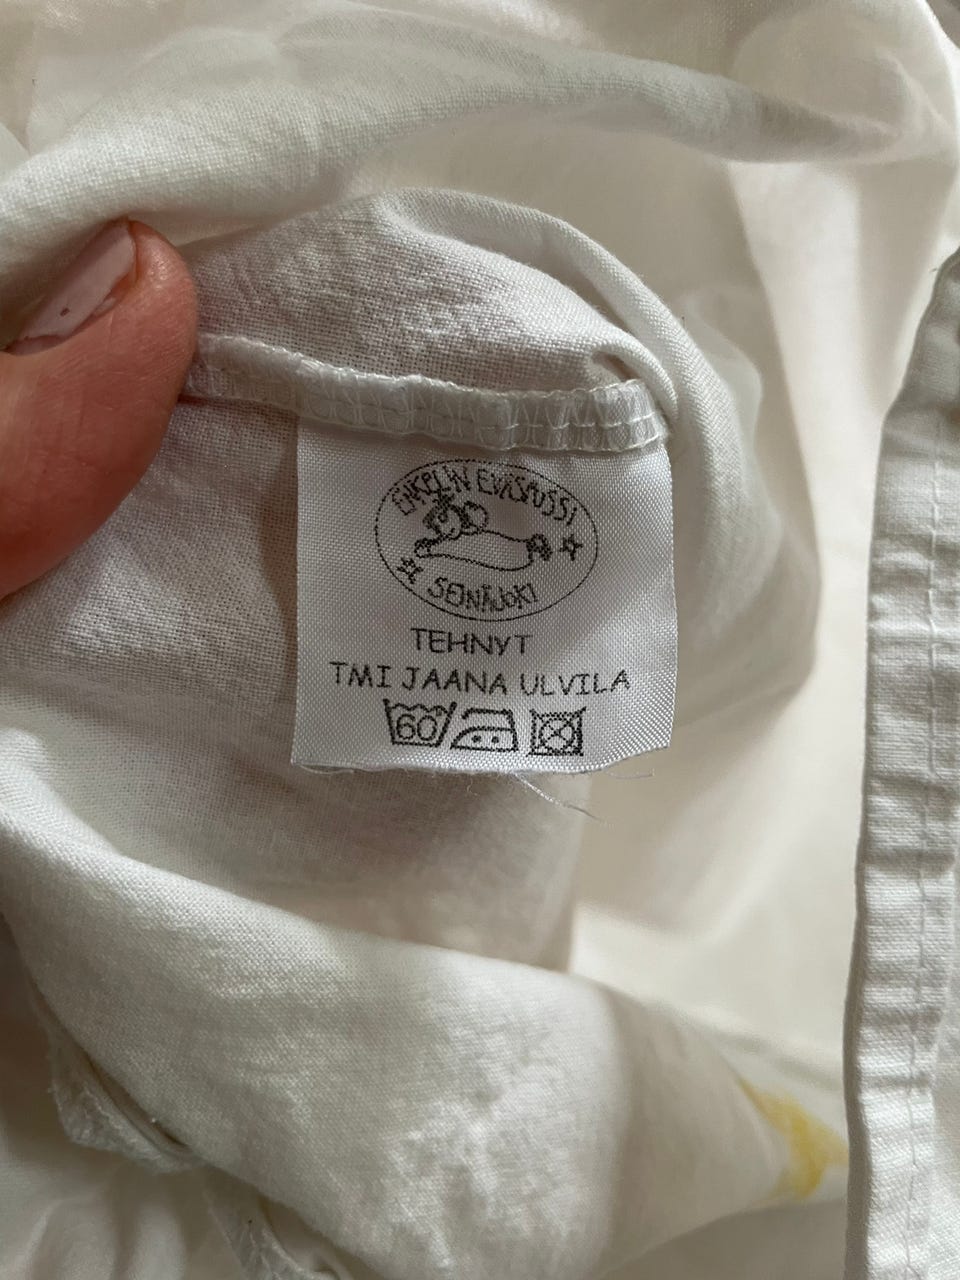 ENKELIN EVÄSPUSSI
SEINÄJOKI
TEHNYT
TMI JAANA ULVILA
60°